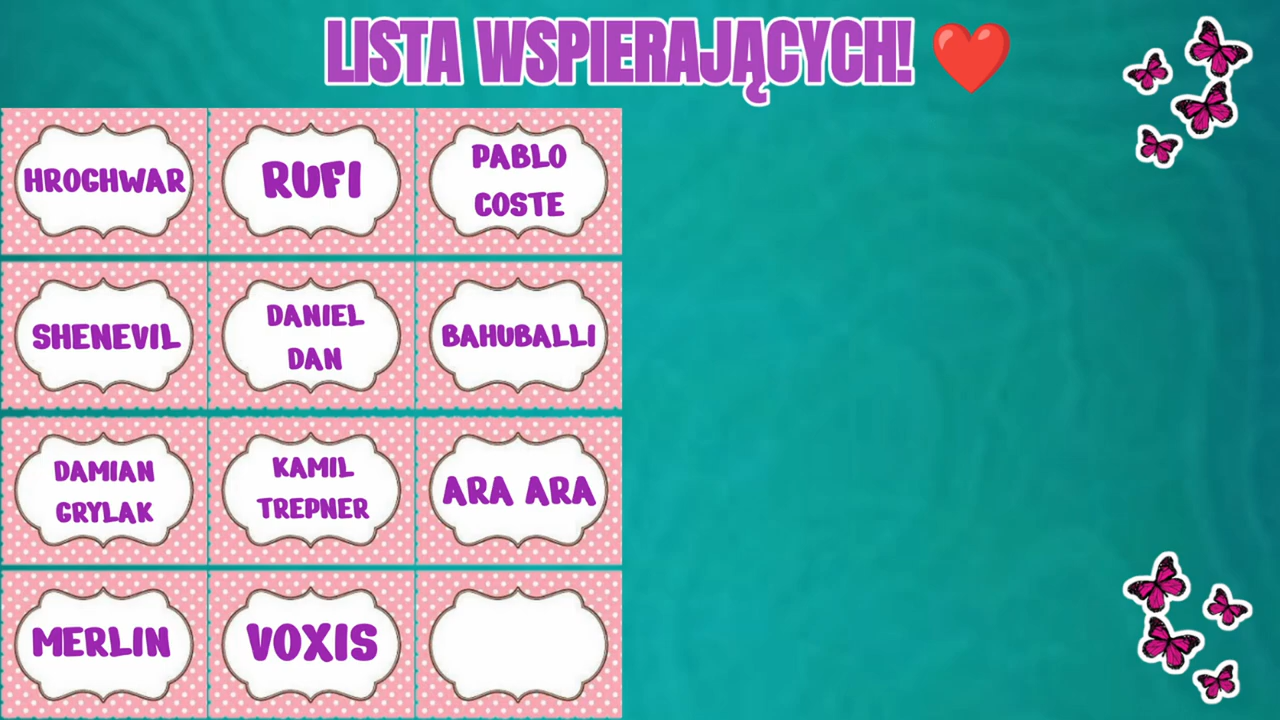 LISTA WSPIERAJĄCYCH! ❤️
HROGHWAR
RUFI
PABLO
COSTE
SHENEVIL
DANIEL
DAN
BAHUBALLI
DAMIAN
GRYLAK
KAMIL
TREPNER
ARA ARA
MERLIN
VOXIS